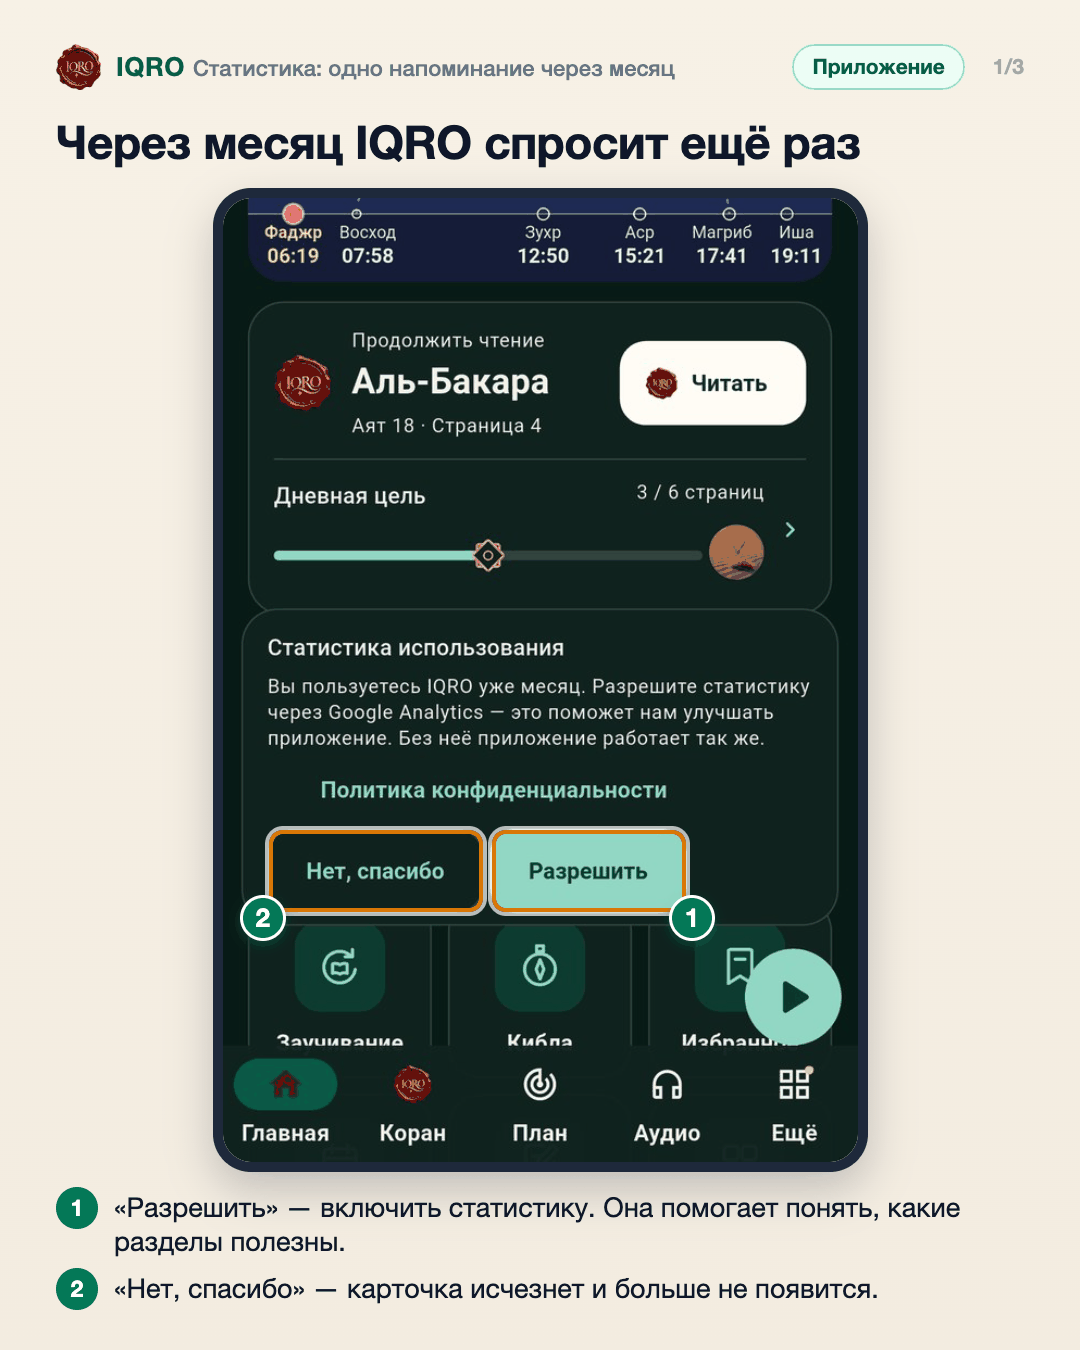 IQRO Статистика: одно напоминание через месяц
Приложение
1/3
Через месяц IQRO спросит ещё раз
Фаджр Восход Зухр Аср Магриб Иша
06:19 07:58 12:50 15:21 17:41 19:11
Продолжить чтение
IQRO
Аль-Бакара
IQRO
Читать
Аят 18 · Страница 4
Дневная цель
3 / 6 страниц
Статистика использования
Вы пользуетесь IQRO уже месяц. Разрешите статистику
через Google Analytics — это поможет нам улучшать
приложение. Без неё приложение работает так же.
Политика конфиденциальности
Нет, спасибо
Разрешить
2
1
Заучивание
Кибла
Избранн
IQRO
Главная Коран План Аудио Ещё
1 «Разрешить» — включить статистику. Она помогает понять, какие
разделы полезны.
2 «Нет, спасибо» — карточка исчезнет и больше не появится.